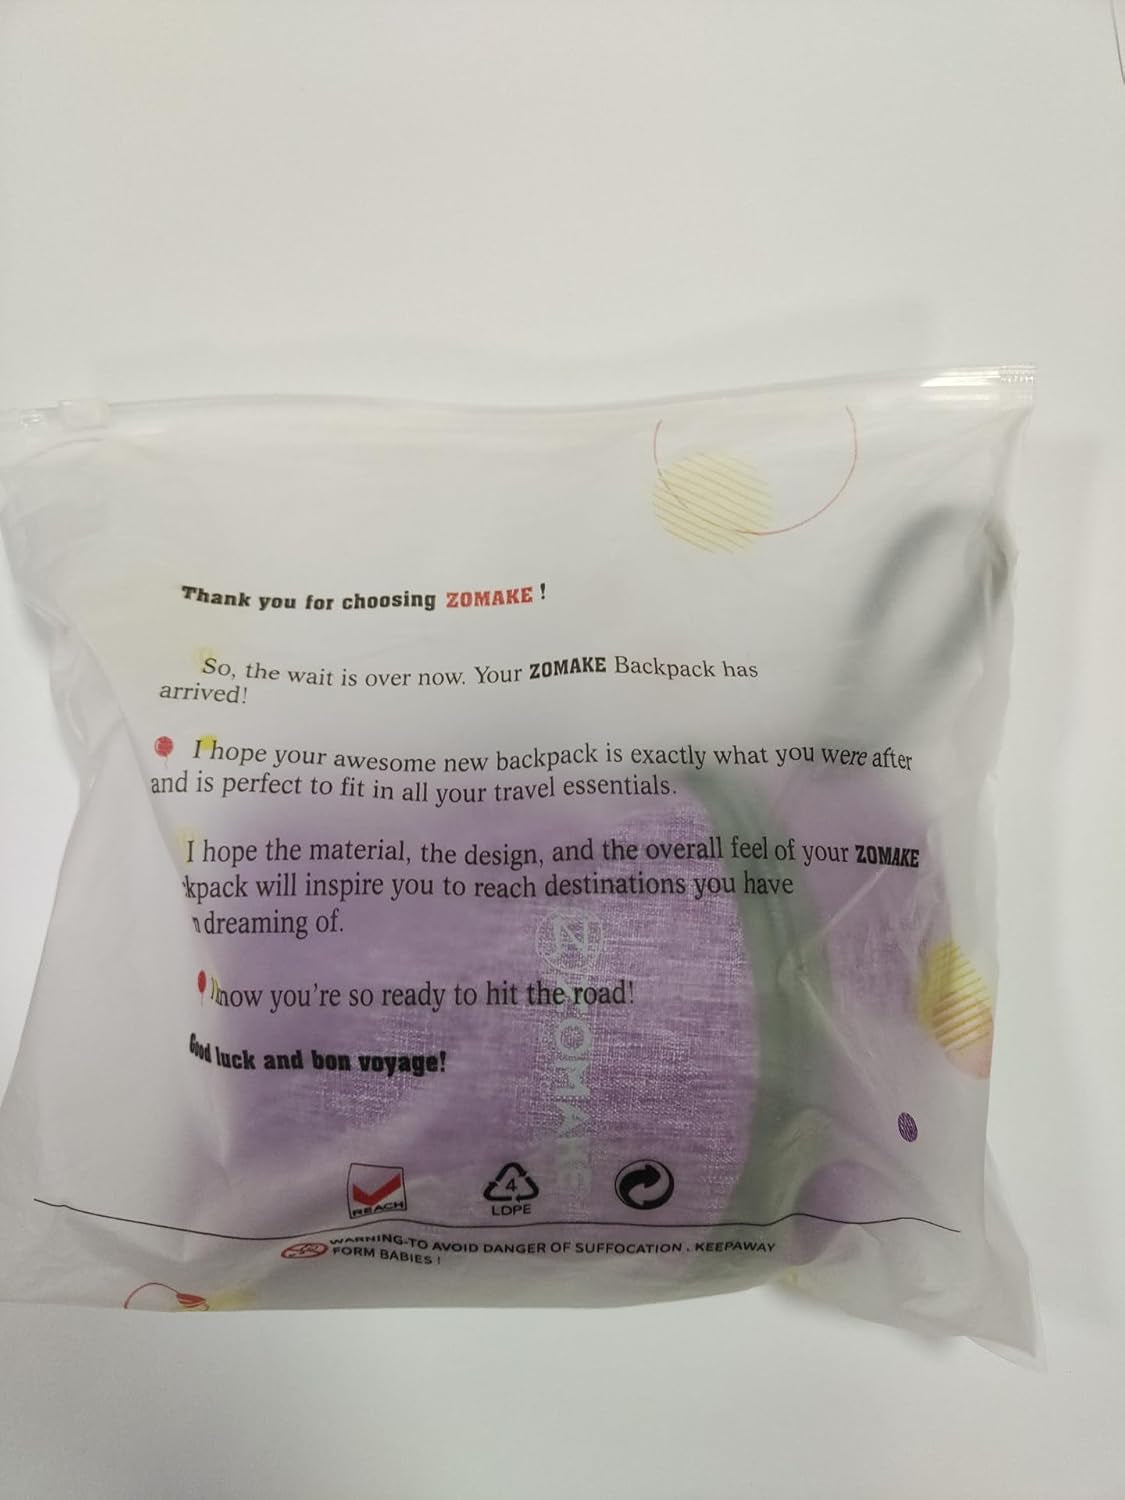 Thank you for choosing ZOMAKE !
So, the wait is over now. Your ZOMAKE Backpack has
arrived!
I hope your awesome new backpack is exactly what you were after
and is perfect to fit in all your travel essentials.
I hope the material, the design, and the overall feel of your ZOMAKE
kpack will inspire you to reach destinations you have
n dreaming of.
now you're so ready to hit the road!
Good luck and bon voyage!
ZOMAKE
REACH
4
LDPE
WARNING-TO AVOID DANGER OF SUFFOCATION . KEEPAWAY
FORM BABIES !